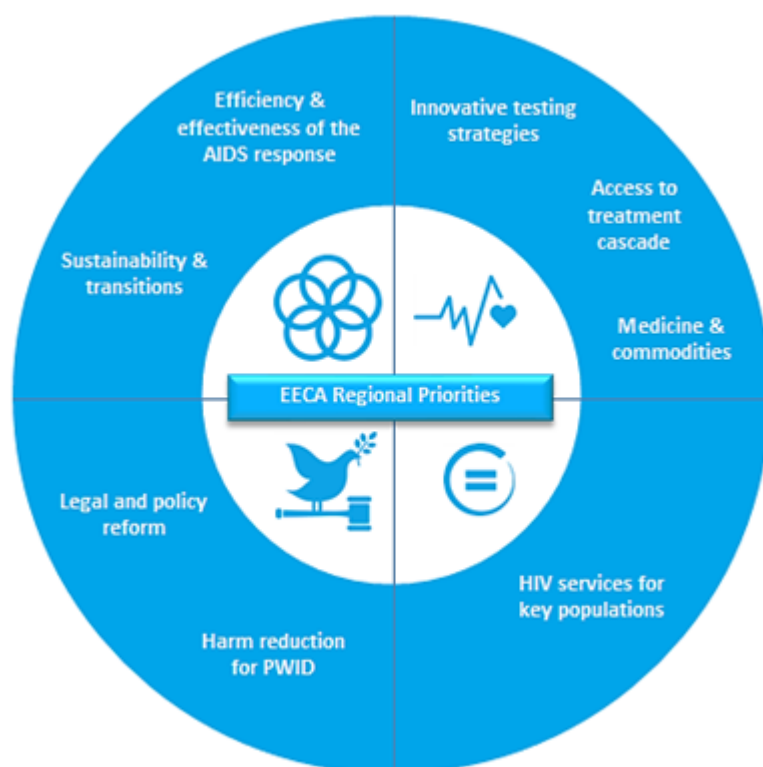 Efficiency &
effectiveness of the
AIDS response
Innovative testing
strategies
Access to
treatment
cascade
Sustainability &
transitions
Medicine &
commodities
EECA Regional Priorities
Legal and policy
reform
HIV services for
key populations
Harm reduction
for PWID